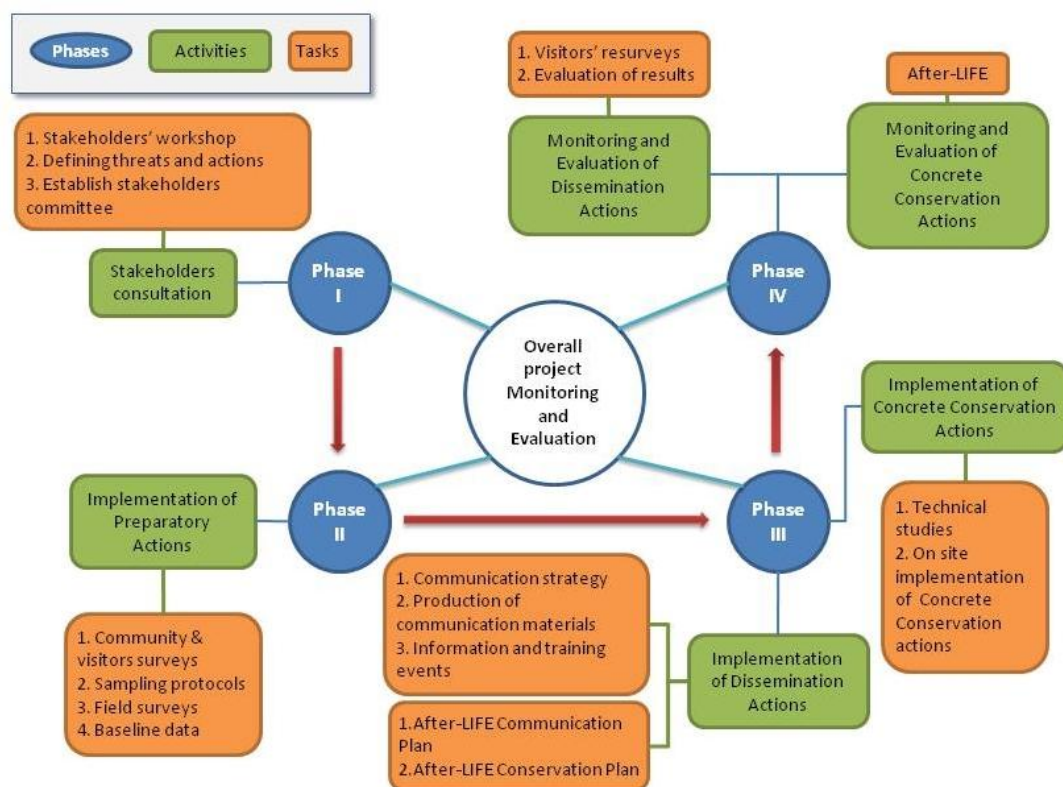 Phases
Activities
Tasks
1. Visitors' resurveys
2. Evaluation of results
After-LIFE
Monitoring and
Evaluation of
Dissemination
Actions
Monitoring and
Evaluation of
Concrete
Conservation
Actions
1. Stakeholders' workshop
2. Defining threats and actions
3. Establish stakeholders
committee
Stakeholders
consultation
Phase
I
Phase
IV
Overall
project
Monitoring
and
Evaluation
Implementation of
Concrete Conservation
Actions
Implementation of
Preparatory
Actions
Phase
II
Phase
III
1. Technical
studies
2. On site
implementation
of Concrete
Conservation
actions
1. Community &
visitors surveys
2. Sampling protocols
3. Field surveys
4. Baseline data
1. Communication strategy
2. Production of
communication materials
3. Information and training
events
Implementation
of Dissemination
Actions
1.After-LIFE Communication
Plan
2.After-LIFE Conservation Plan